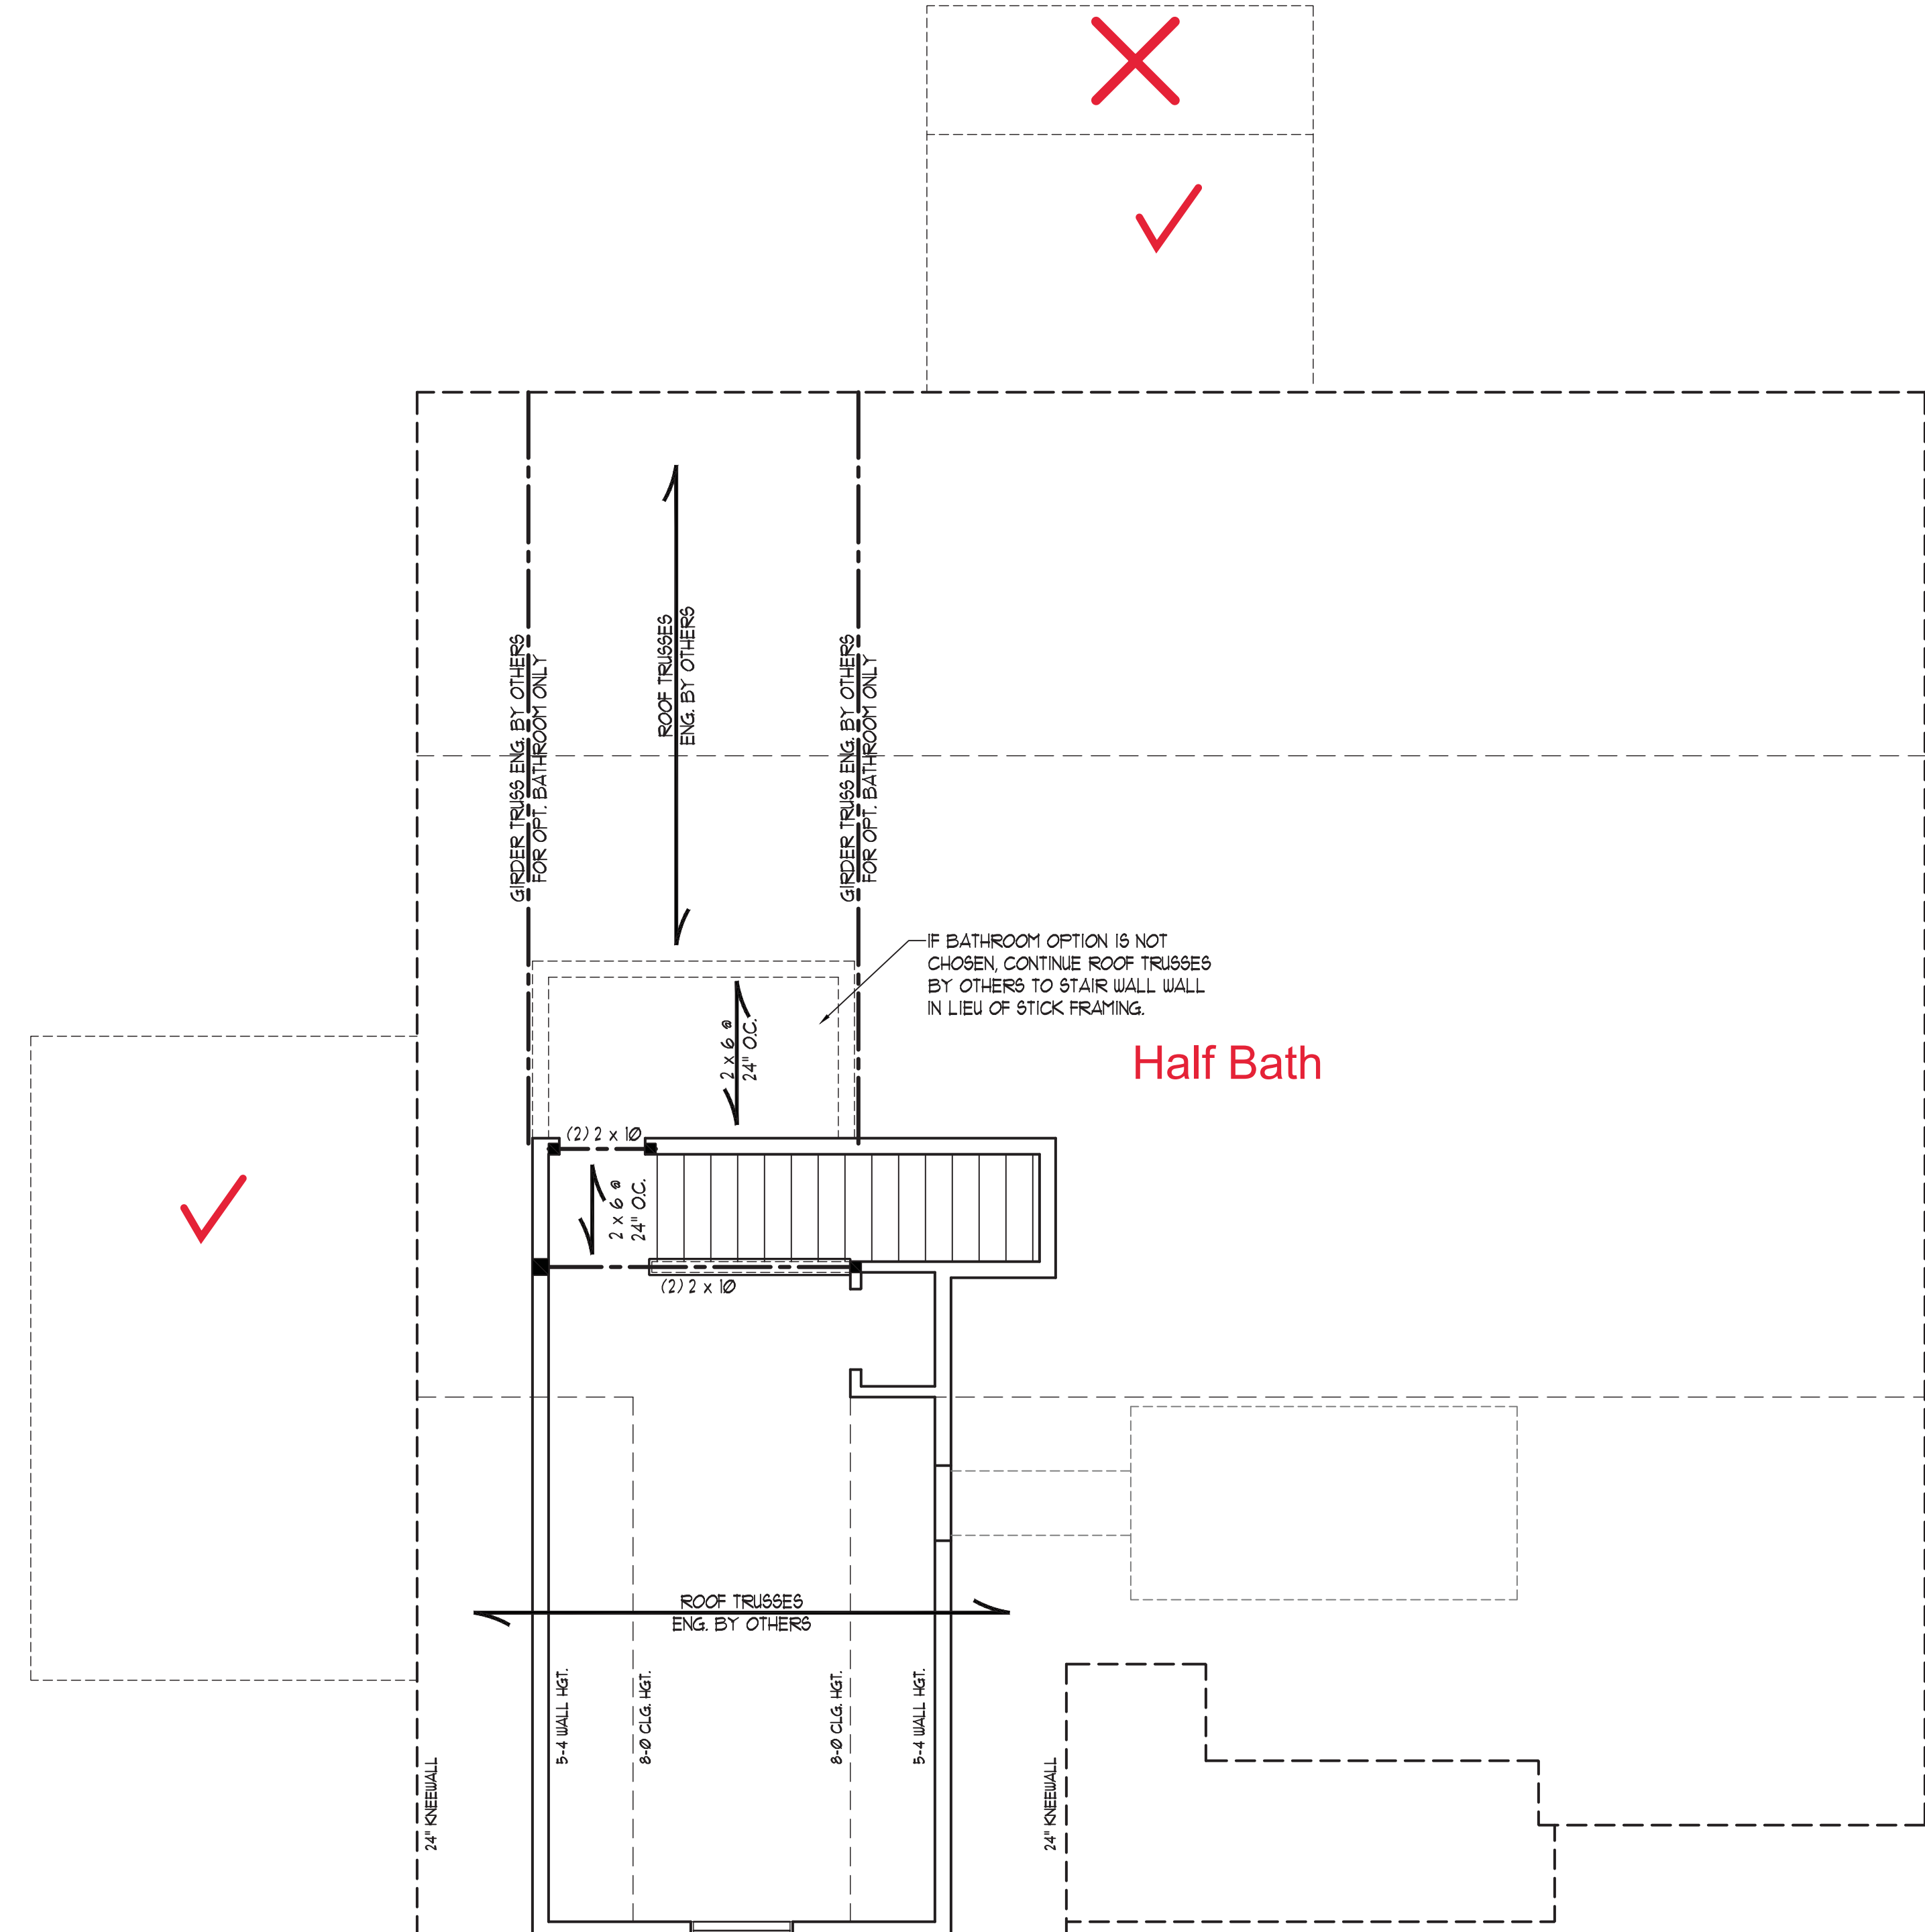 GIRDER TRUSS ENG. BY OTHERS
FOR OPT. BATHROOM ONLY
ROOF TRUSSES
ENG. BY OTHERS
GIRDER TRUSS ENG. BY OTHERS
FOR OPT. BATHROOM ONLY
IF BATHROOM OPTION IS NOT
CHOSEN, CONTINUE ROOF TRUSSES
BY OTHERS TO STAIR WALL WALL
IN LIEU OF STICK FRAMING.
2 x 6 @
24" O.C.
Half Bath
(2) 2 x 10
2 x 6 @
24" O.C.
(2) 2 x 10
ROOF TRUSSES
ENG. BY OTHERS
5-4 WALL HGT.
8-0 CLG. HGT.
8-0 CLG. HGT.
5-4 WALL HGT.
24" KNEEWALL
24" KNEEWALL